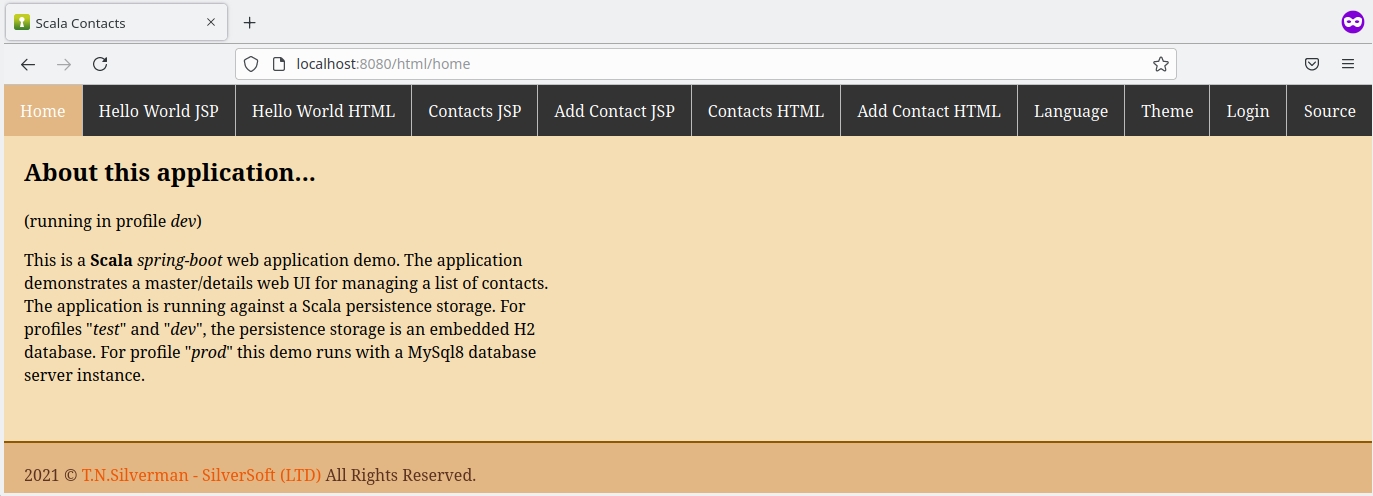 Scala Contacts
localhost:8080/html/home
Home Hello World JSP Hello World HTML Contacts JSP Add Contact JSP Contacts HTML Add Contact HTML Language Theme Login Source
About this application...
(running in profile dev)
This is a Scala spring-boot web application demo. The application
demonstrates a master/details web UI for managing a list of contacts.
The application is running against a Scala persistence storage. For
profiles "test" and "dev", the persistence storage is an embedded H2
database. For profile "prod" this demo runs with a MySql8 database
server instance.
2021 © T.N.Silverman - SilverSoft (LTD) All Rights Reserved.